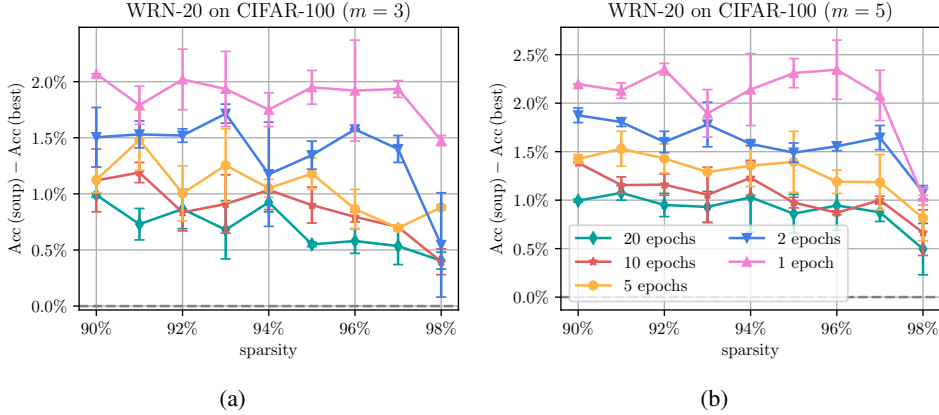 WRN-20 on CIFAR-100 (m = 3)
Acc (soup) − Acc (best)
2.0%
1.5%
1.0%
0.5%
0.0%
90%
92%
94%
96%
98%
sparsity
(a)
WRN-20 on CIFAR-100 (m = 5)
Acc (soup) − Acc (best)
2.5%
2.0%
1.5%
1.0%
0.5%
0.0%
20 epochs
10 epochs
5 epochs
2 epochs
1 epoch
90%
92%
94%
96%
98%
sparsity
(b)